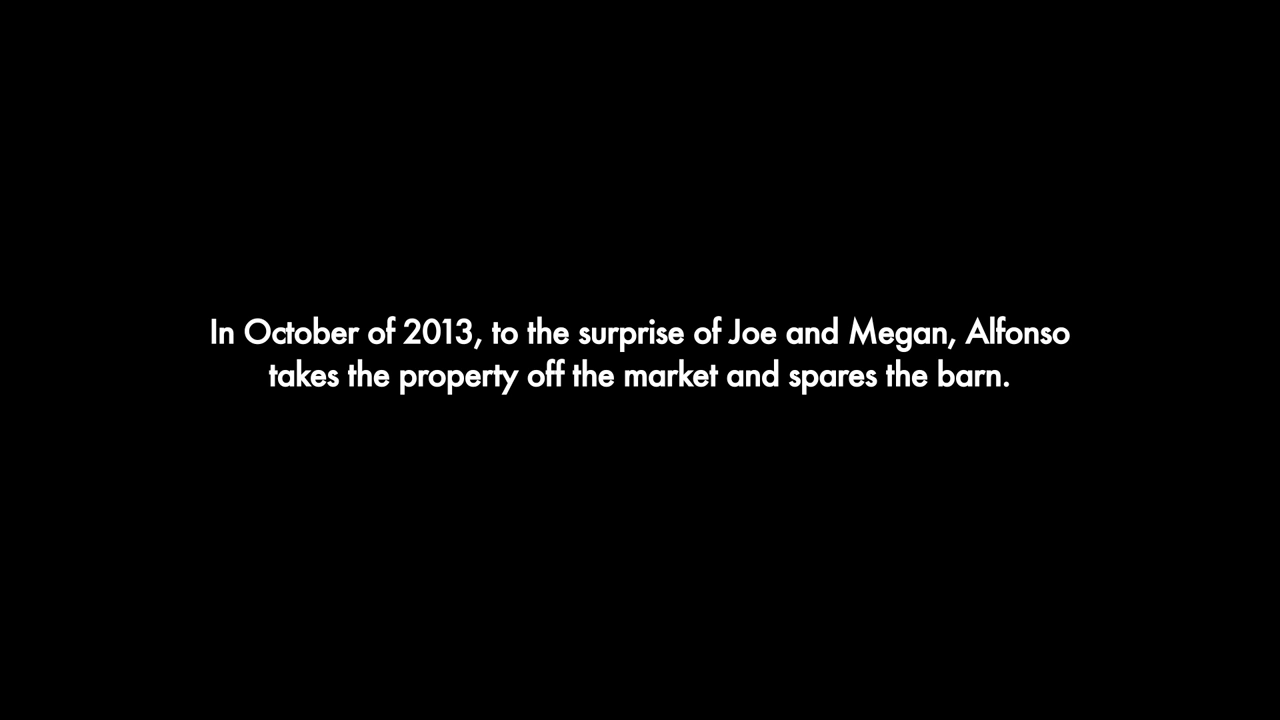 In October of 2013, to the surprise of Joe and Megan, Alfonso
takes the property off the market and spares the barn.